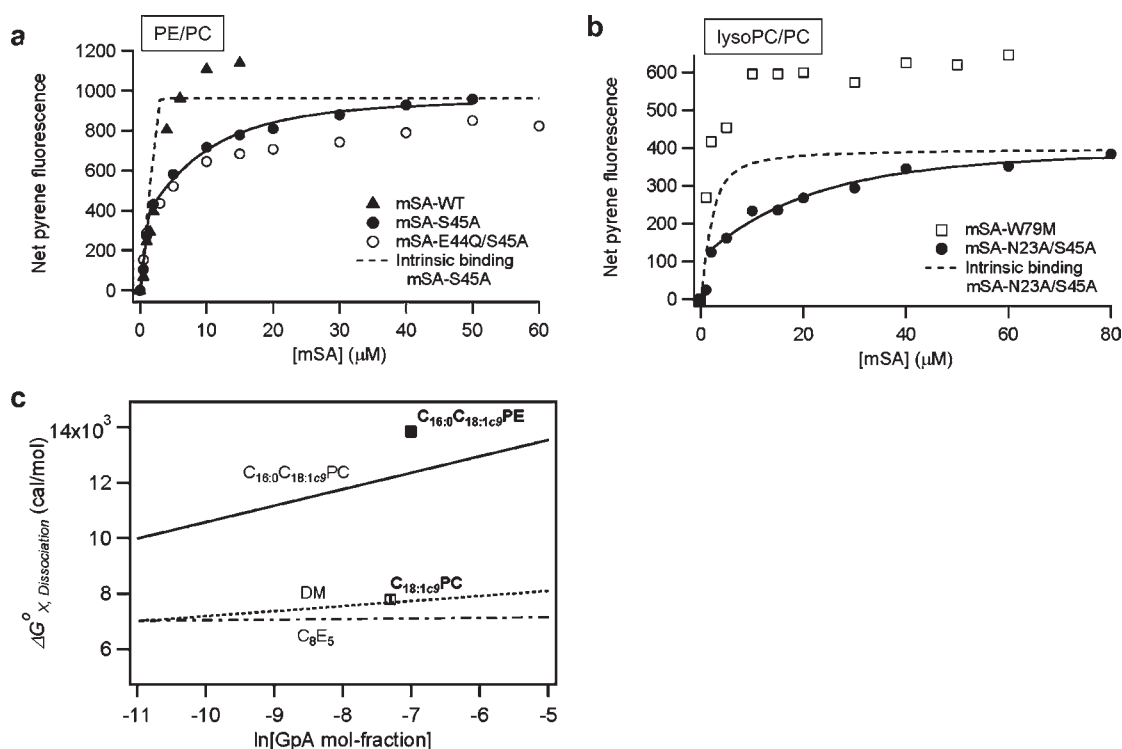 a
PE/PC
1200
1000
800
600
400
200
0
Net pyrene fluorescence
mSA-WT
mSA-S45A
mSA-E44Q/S45A
Intrinsic binding
mSA-S45A
0 10 20 30 40 50 60
[mSA] (μM)
b
lysoPC/PC
600
500
400
300
200
100
0
Net pyrene fluorescence
mSA-W79M
mSA-N23A/S45A
Intrinsic binding
mSA-N23A/S45A
0 20 40 60 80
[mSA] (μM)
c
14x10³
12
10
8
6
ΔG°X, Dissociation (cal/mol)
C16:0C18:1c9PE
C16:0C18:1c9PC
C18:1c9PC
DM
C8E5
-11 -10 -9 -8 -7 -6 -5
ln[GpA mol-fraction]